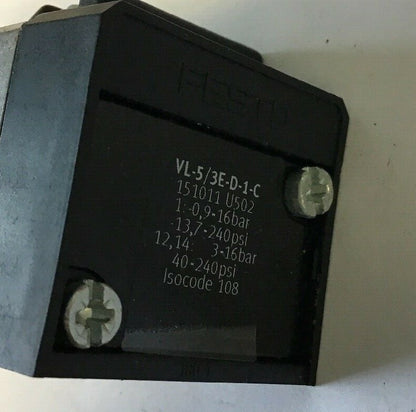 FESTO
VL-5/3E-D-1-C
151011 U502
1:-0,9-16bar
-13,7-240psi
12,14: 3-16bar
40-240psi
Isocode 108